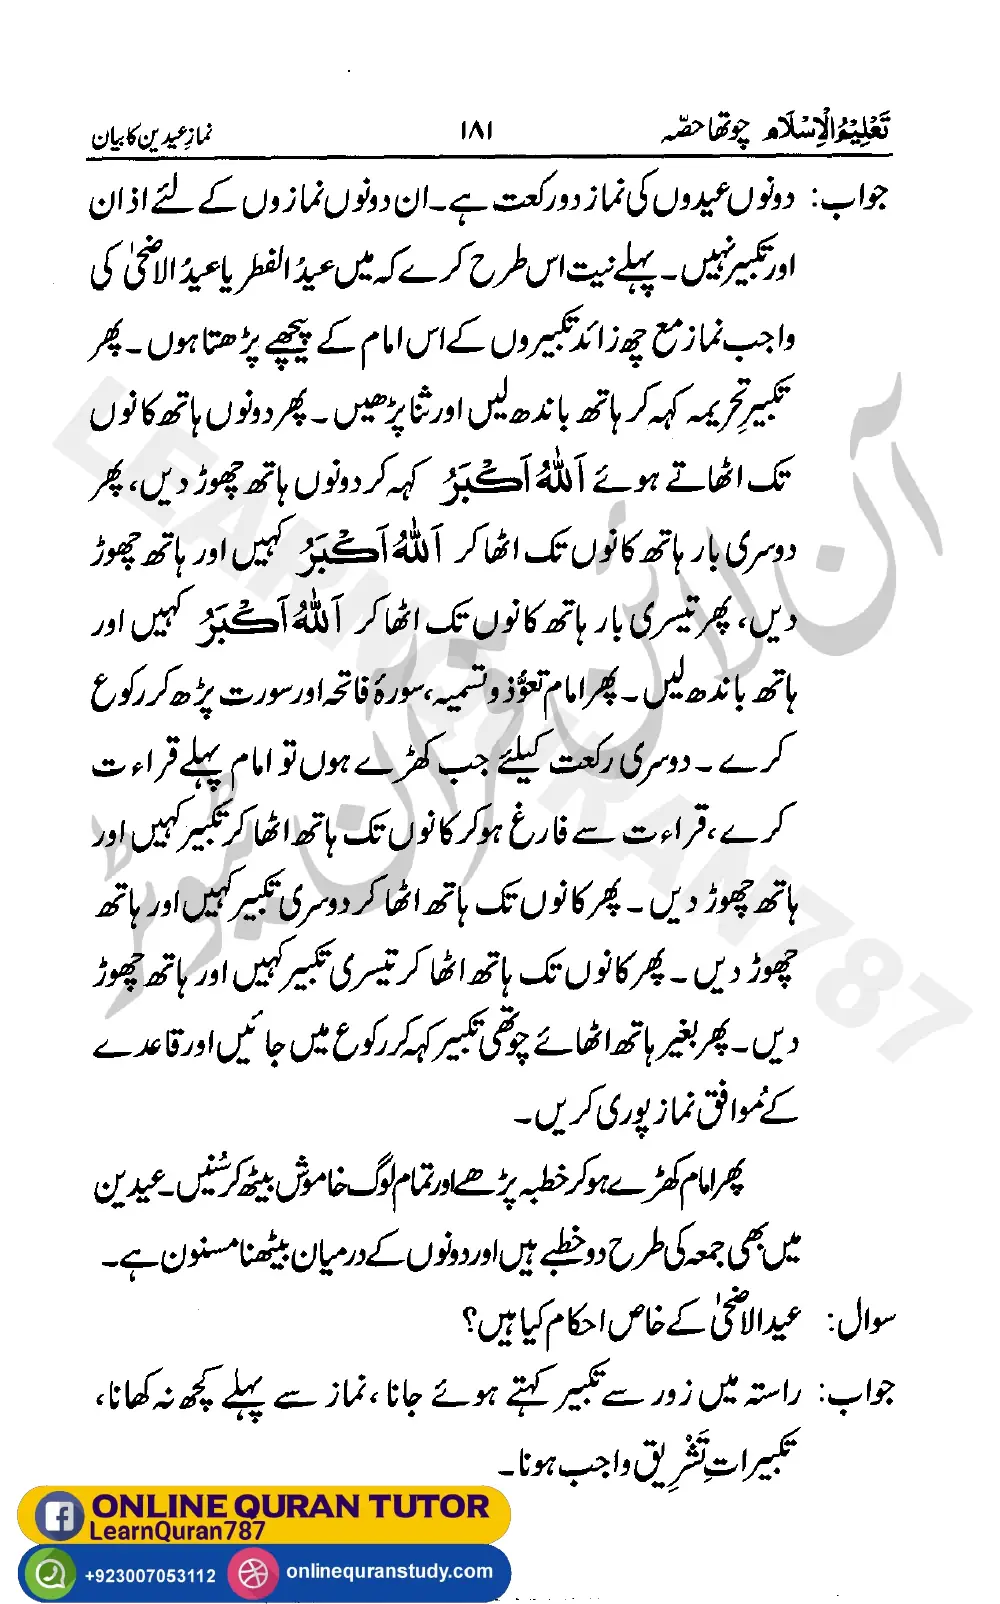 تَعْلِیْمُ الْاِسْلَام چوتھا حصّہ ۱۸۱ نمازِ عیدین کا بیان
جواب: دونوں عیدوں کی نماز دو رکعت ہے۔ ان دونوں نمازوں کے لئے اذان
اور تکبیر نہیں۔ پہلے نیت اس طرح کرے کہ میں عیدُ الفطر یا عیدُ الاضحیٰ کی
واجب نماز مع چھ زائد تکبیروں کے اس امام کے پیچھے پڑھتا ہوں۔ پھر
تکبیرِ تحریمہ کہہ کر ہاتھ باندھ لیں اور ثنا پڑھیں۔ پھر دونوں ہاتھ کانوں
تک اٹھاتے ہوئے اَللّٰهُ اَكْبَرُ کہہ کر دونوں ہاتھ چھوڑ دیں، پھر
دوسری بار ہاتھ کانوں تک اٹھا کر اَللّٰهُ اَكْبَرُ کہیں اور ہاتھ چھوڑ
دیں، پھر تیسری بار ہاتھ کانوں تک اٹھا کر اَللّٰهُ اَكْبَرُ کہیں اور
ہاتھ باندھ لیں۔ پھر امام تعوُّذ و تسمیہ، سورۂ فاتحہ اور سورت پڑھ کر رکوع
کرے۔ دوسری رکعت کیلئے جب کھڑے ہوں تو امام پہلے قراءت
کرے، قراءت سے فارغ ہو کر کانوں تک ہاتھ اٹھا کر تکبیر کہیں اور
ہاتھ چھوڑ دیں۔ پھر کانوں تک ہاتھ اٹھا کر دوسری تکبیر کہیں اور ہاتھ
چھوڑ دیں۔ پھر کانوں تک ہاتھ اٹھا کر تیسری تکبیر کہیں اور ہاتھ چھوڑ
دیں۔ پھر بغیر ہاتھ اٹھائے چوتھی تکبیر کہہ کر رکوع میں جائیں اور قاعدے
کے مُوافق نماز پوری کریں۔
پھر امام کھڑے ہو کر خطبہ پڑھے اور تمام لوگ خاموش بیٹھ کر سُنیں۔ عیدین
میں بھی جمعہ کی طرح دو خطبے ہیں اور دونوں کے درمیان بیٹھنا مسنون ہے۔
سوال: عید الاضحیٰ کے خاص احکام کیا ہیں؟
جواب: راستہ میں زور سے تکبیر کہتے ہوئے جانا، نماز سے پہلے کچھ نہ کھانا،
تکبیراتِ تَشْرِیق واجب ہونا۔
LEARNQURAN787
ONLINE QURAN TUTOR
LearnQuran787
+923007053112 onlinequranstudy.com